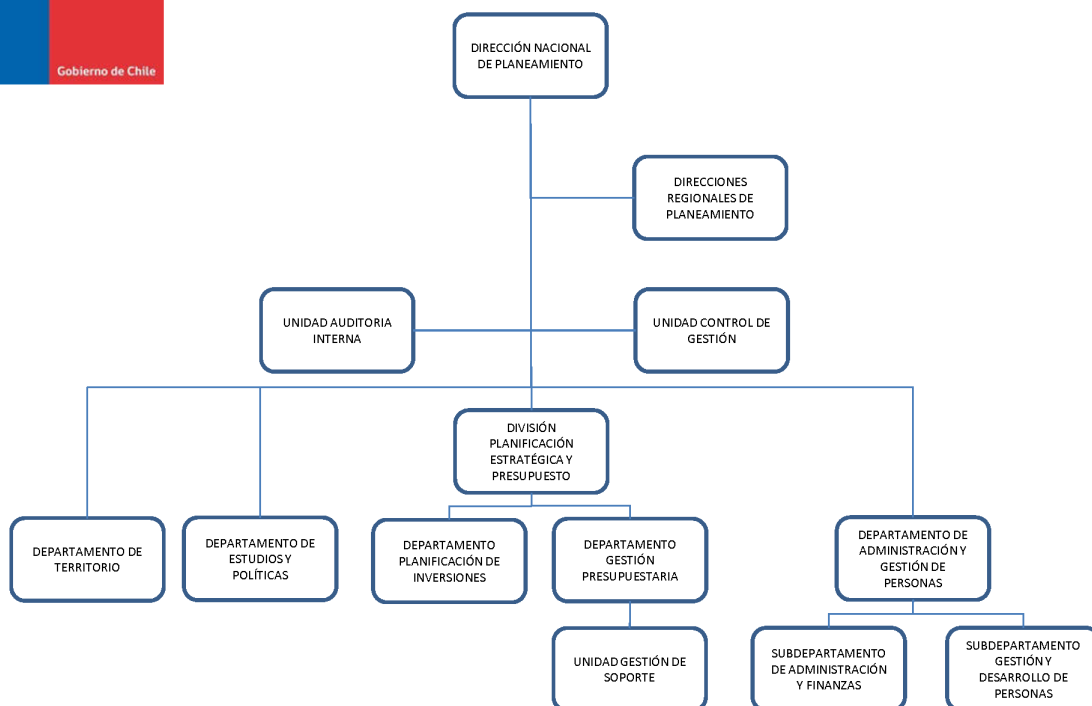 Gobierno de Chile
DIRECCIÓN NACIONAL
DE PLANEAMIENTO
DIRECCIONES
REGIONALES DE
PLANEAMIENTO
UNIDAD AUDITORIA
INTERNA
UNIDAD CONTROL DE
GESTIÓN
DIVISIÓN
PLANIFICACIÓN
ESTRATÉGICA Y
PRESUPUESTO
DEPARTAMENTO DE
TERRITORIO
DEPARTAMENTO DE
ESTUDIOS Y
POLÍTICAS
DEPARTAMENTO
PLANIFICACIÓN DE
INVERSIONES
DEPARTAMENTO
GESTIÓN
PRESUPUESTARIA
DEPARTAMENTO DE
ADMINISTRACIÓN Y
GESTIÓN DE
PERSONAS
UNIDAD GESTIÓN DE
SOPORTE
SUBDEPARTAMENTO
DE ADMINISTRACIÓN
Y FINANZAS
SUBDEPARTAMENTO
GESTIÓN Y
DESARROLLO DE
PERSONAS